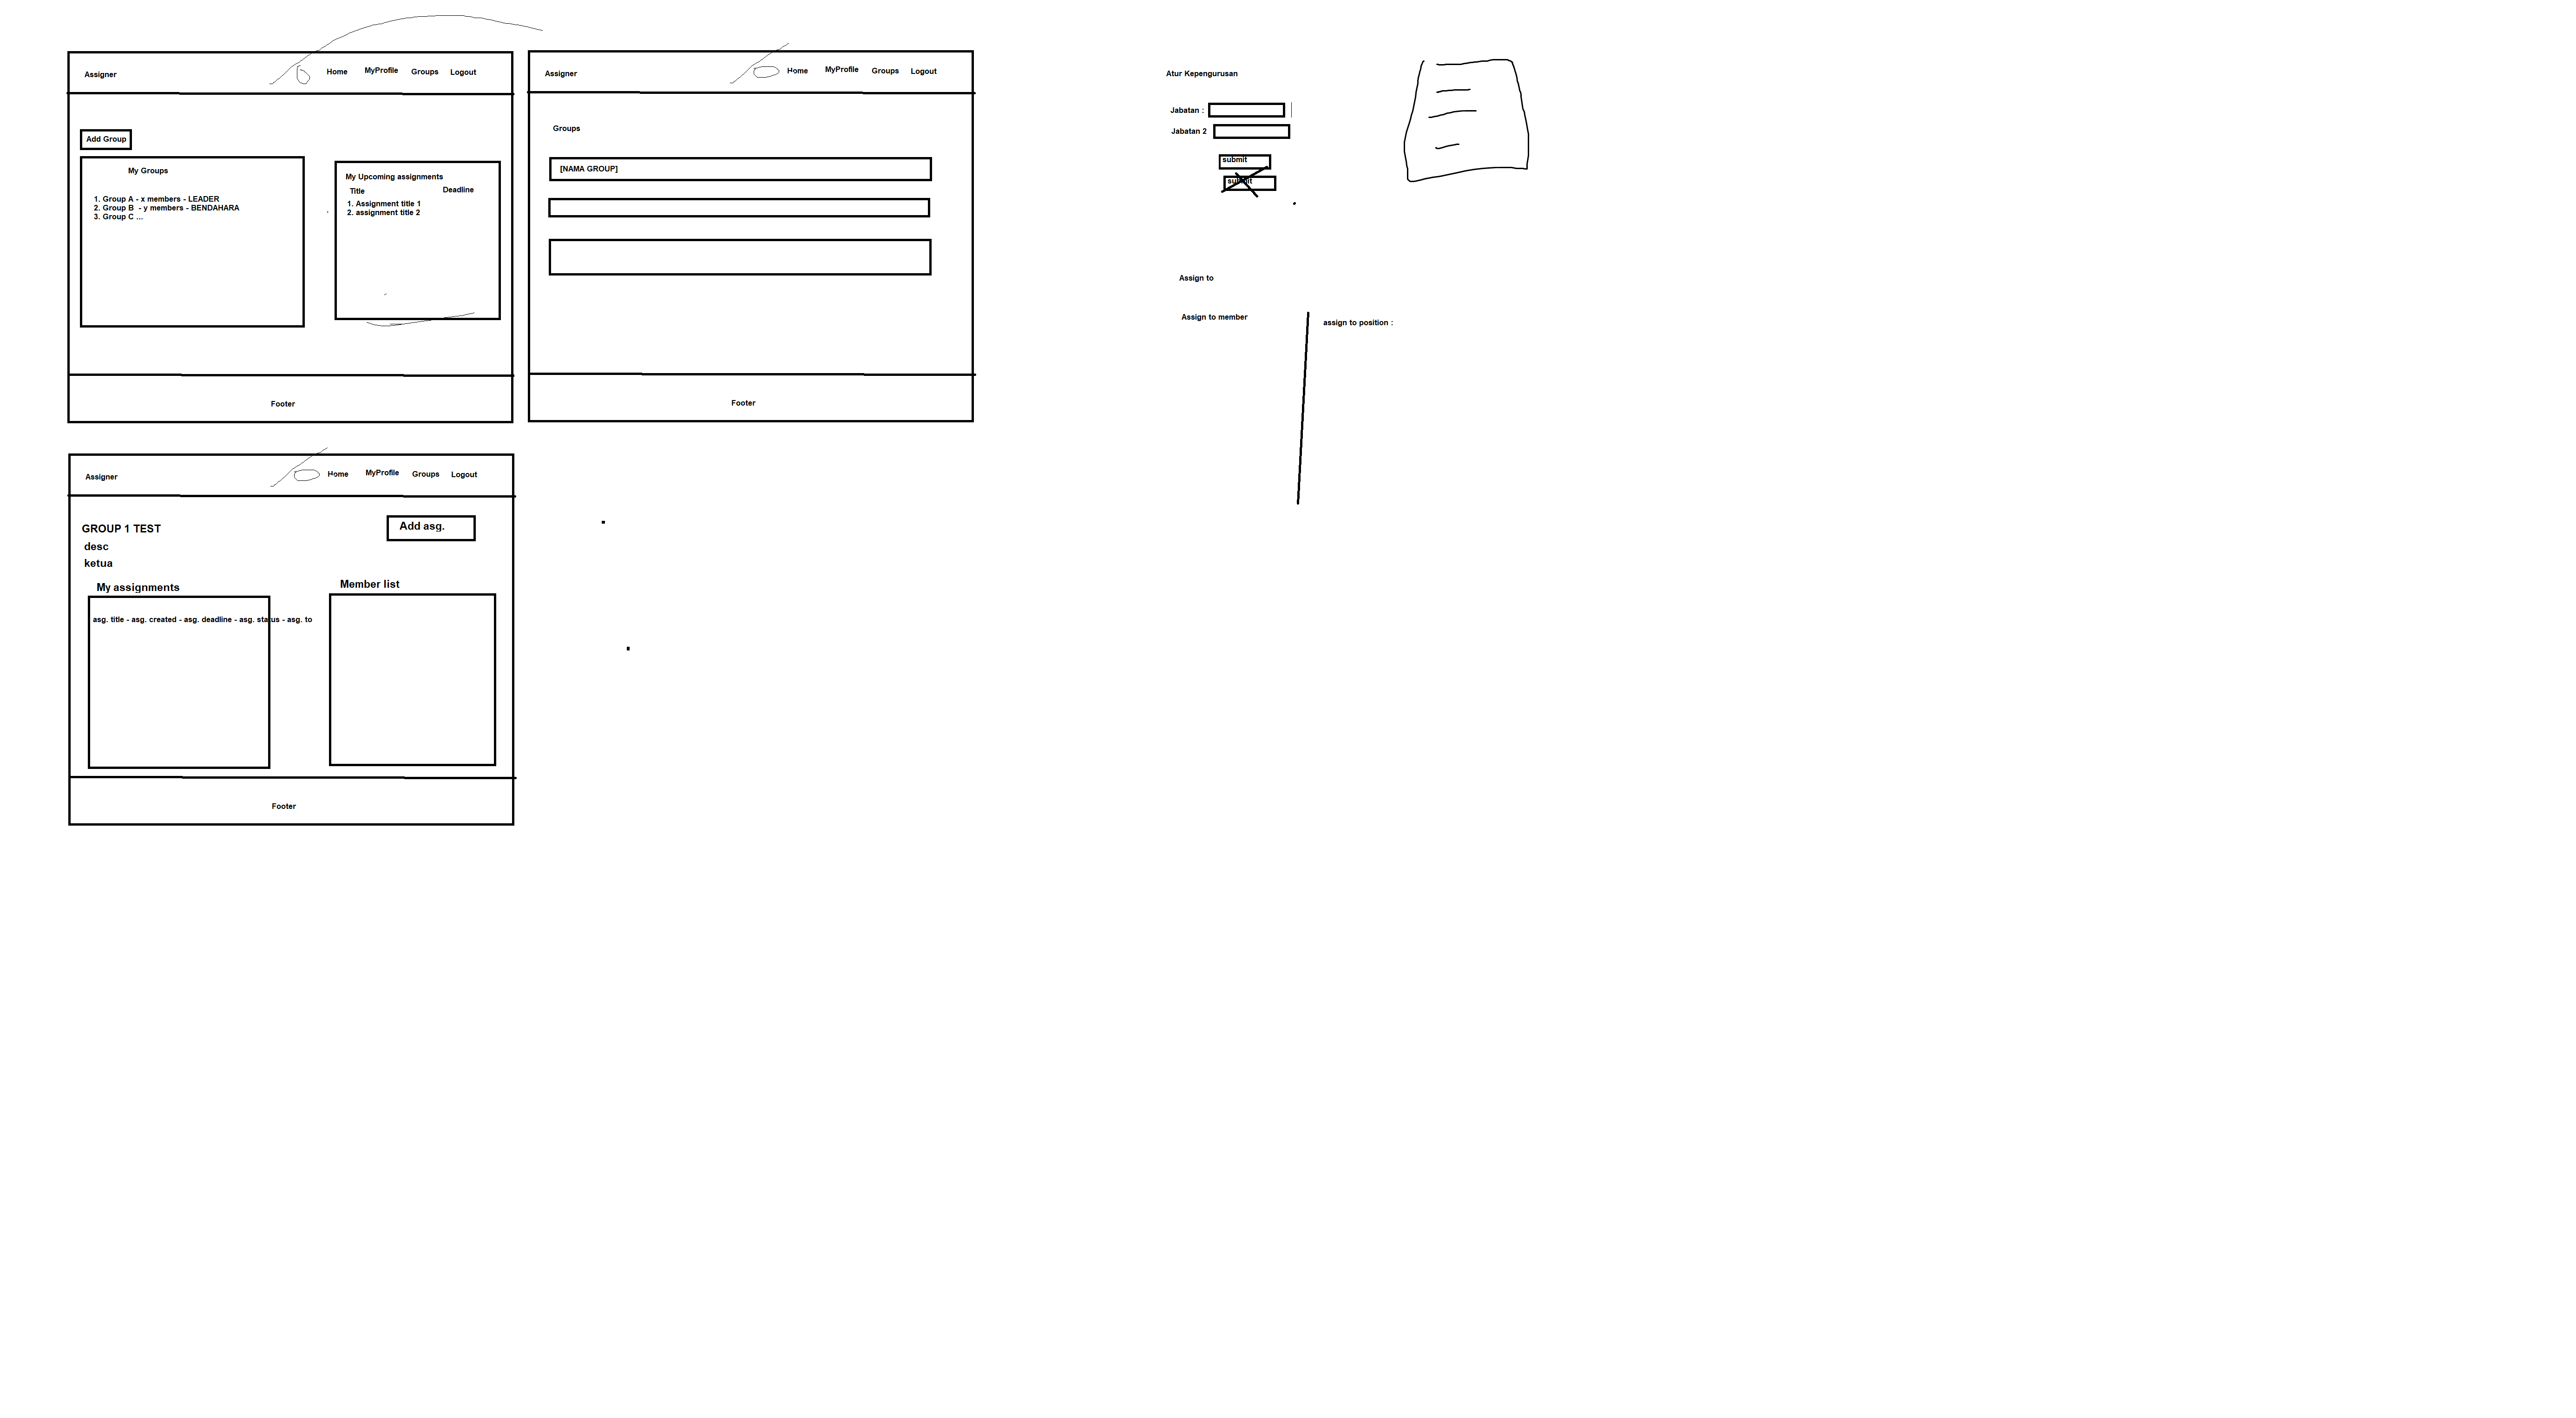 Assigner
Home MyProfile Groups Logout
Add Group
My Groups
1. Group A - x members - LEADER
2. Group B - y members - BENDAHARA
3. Group C ...
My Upcoming assignments
Title Deadline
1. Assignment title 1
2. assignment title 2
Footer
Assigner
Home MyProfile Groups Logout
Groups
[NAMA GROUP]
Footer
Atur Kepengurusan
Jabatan :
Jabatan 2
submit
submit
Assign to
Assign to member
assign to position :
Assigner
Home MyProfile Groups Logout
GROUP 1 TEST
Add asg.
desc
ketua
My assignments
asg. title - asg. created - asg. deadline - asg. status - asg. to
Member list
Footer